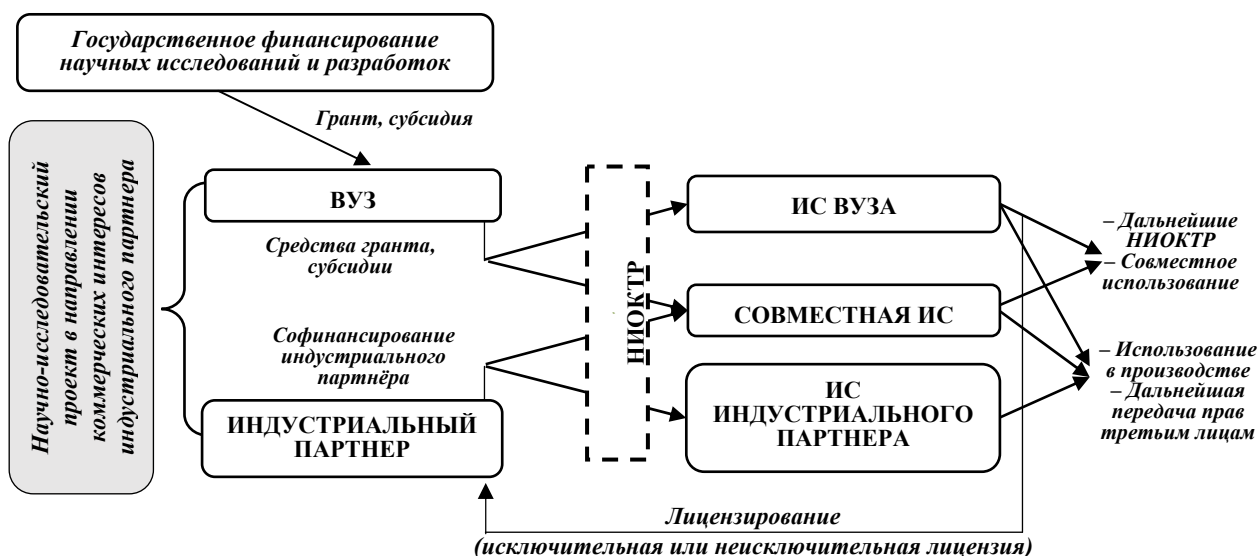 Государственное финансирование
научных исследований и разработок
Грант, субсидия
Научно-исследовательский
проект в направлении
коммерческих интересов
индустриального партнера
ВУЗ
Средства гранта,
субсидии
Софинансирование
индустриального
партнёра
ИНДУСТРИАЛЬНЫЙ
ПАРТНЕР
НИОКТР
ИС ВУЗА
СОВМЕСТНАЯ ИС
ИС
ИНДУСТРИАЛЬНОГО
ПАРТНЕРА
– Дальнейшие
НИОКТР
– Совместное
использование
– Использование
в производстве
– Дальнейшая
передача прав
третьим лицам
Лицензирование
(исключительная или неисключительная лицензия)